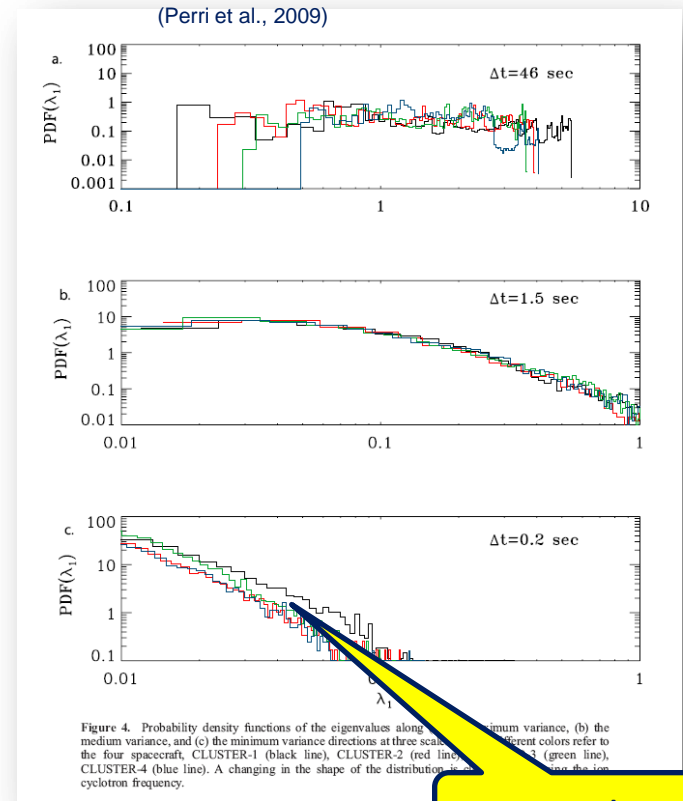 (Perri et al., 2009)
a.
PDF(λ₁)
100
10
1
0.1
0.01
0.001
Δt=46 sec
0.1 1 10
b.
PDF(λ₁)
100
10
1
0.1
0.01
Δt=1.5 sec
0.01 0.1 1
c
PDF(λ₁)
100
10
1
0.1
Δt=0.2 sec
0.01 1
λ₁
Figure 4. Probability density functions of the eigenvalues along variance, (b) the
medium variance, and (c) the minimum variance directions at three colors refer to
the four spacecraft, CLUSTER-1 (black line), CLUSTER-2 (red (green line),
CLUSTER-4 (blue line). A changing in the shape of the distribution is the ion
cyclotron frequency.